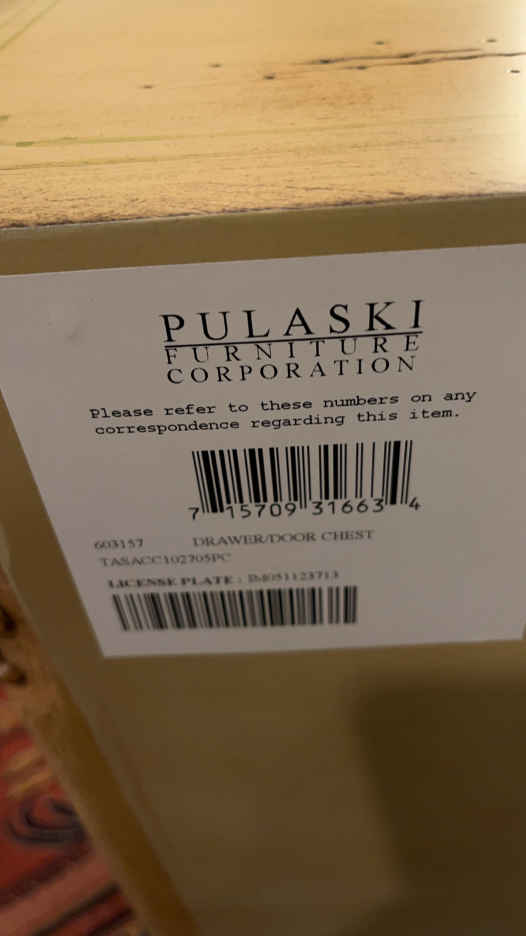 PULASKI
FURNITURE
CORPORATION
Please refer to these numbers on any
correspondence regarding this item.
7 15709 31663 4
603157 DRAWER/DOOR CHEST
TASACC102705PC
LICENSE PLATE :